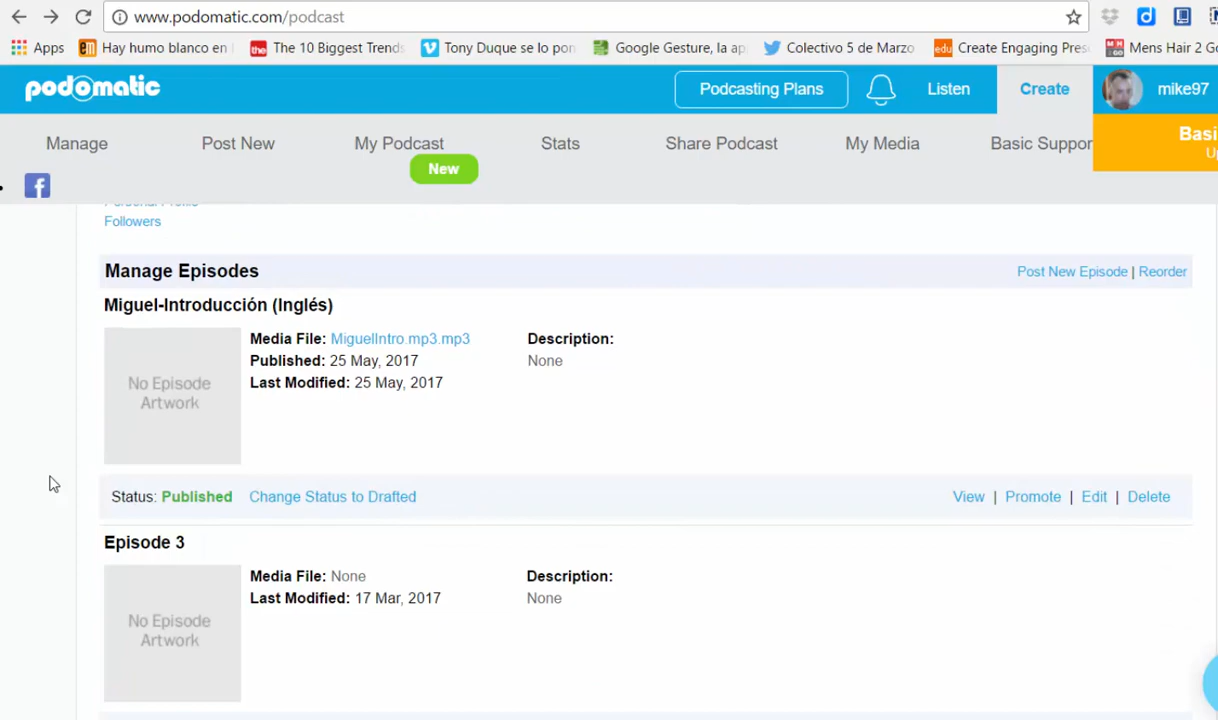 www.podomatic.com/podcast
Apps Hay humo blanco en The 10 Biggest Trends Tony Duque se lo pon Google Gesture, la ap Colectivo 5 de Marzo Create Engaging Pres Mens Hair 2 G
podomatic Podcasting Plans Listen Create mike97
Manage Post New My Podcast Stats Share Podcast My Media Basic Suppor Basi
New
Personal Profile
Followers
Manage Episodes Post New Episode | Reorder
Miguel-Introducción (Inglés)
No Episode Artwork
Media File: MiguelIntro.mp3.mp3
Published: 25 May, 2017
Last Modified: 25 May, 2017
Description:
None
Status: Published Change Status to Drafted View | Promote | Edit | Delete
Episode 3
No Episode Artwork
Media File: None
Last Modified: 17 Mar, 2017
Description:
None